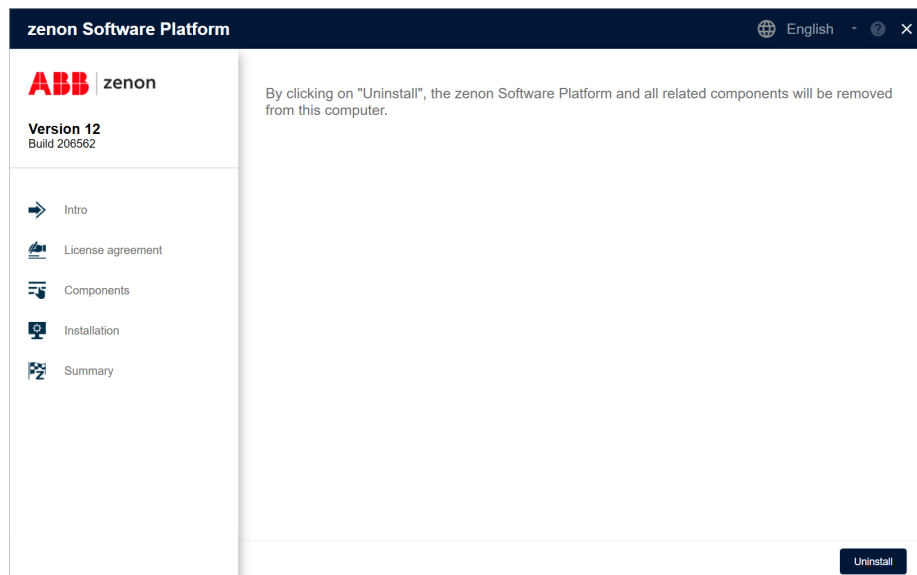 zenon Software Platform
English
ABB zenon
Version 12
Build 206562
Intro
License agreement
Components
Installation
Summary
By clicking on "Uninstall", the zenon Software Platform and all related components will be removed
from this computer.
Uninstall